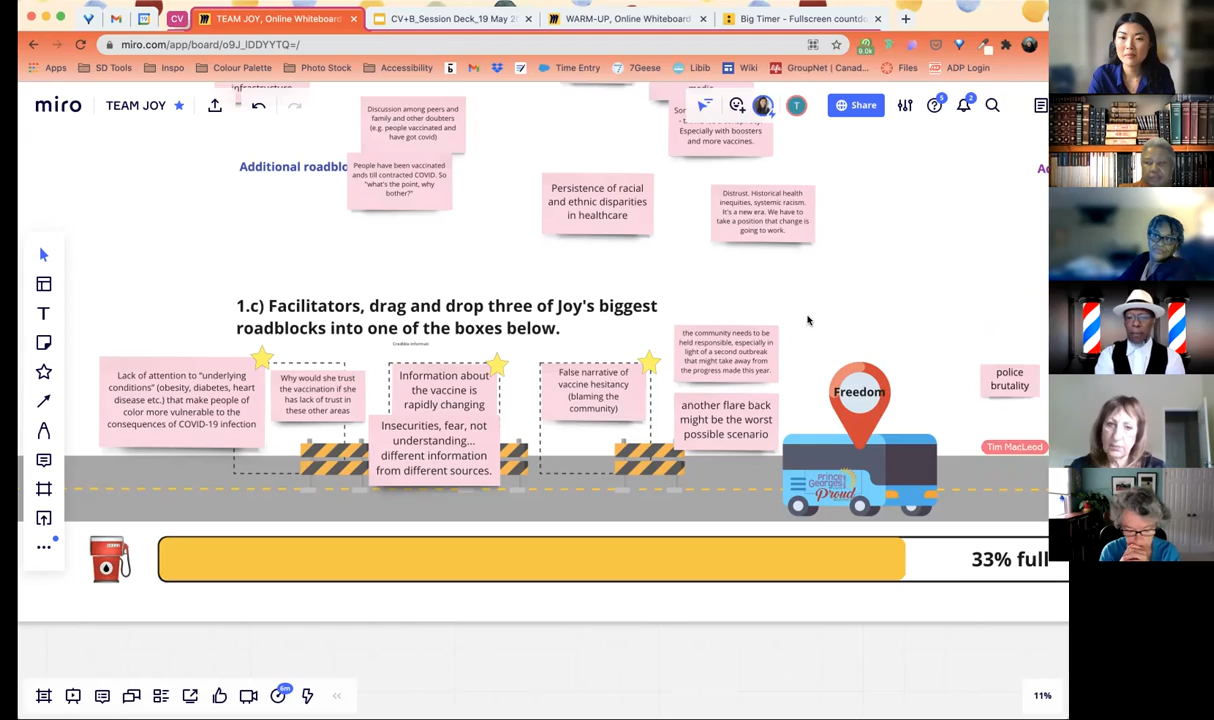 TEAM JOY, Online Whiteboard
CV+B_Session Deck_19 May 2
WARM-UP, Online Whiteboard
Big Timer - Fullscreen countdo
CV
miro.com/app/board/o9J_lDDYYTQ=/
9.0k
Apps
SD Tools
Inspo
Colour Palette
Photo Stock
Accessibility
Time Entry
7Geese
Libib
Wiki
GroupNet | Canad...
Files
ADP Login
infrastructure
media
miro
TEAM JOY
T
Share
5
2
Discussion among peers and
family and other doubters
(e.g. people vaccinated and
have got covid)
Especially with boosters
and more vaccines.
Additional roadblo
People have been vaccinated
ands till contracted COVID. So
"what's the point, why
bother?"
Persistence of racial
and ethnic disparities
in healthcare
Distrust. Historical health
inequities, systemic racism.
It's a new era. We have to
take a position that change is
going to work.
1.c) Facilitators, drag and drop three of Joy's biggest
roadblocks into one of the boxes below.
Credible informati
Lack of attention to "underlying
conditions" (obesity, diabetes, heart
disease etc.) that make people of
color more vulnerable to the
consequences of COVID-19 infection
Why would she trust
the vaccination if she
has lack of trust in
these other areas
Information about
the vaccine is
rapidly changing
Insecurities, fear, not
understanding...
different information
from different sources.
False narrative of
vaccine hesitancy
(blaming the
community)
the community needs to be
held responsible, especially in
light of a second outbreak
that might take away from
the progress made this year.
another flare back
might be the worst
possible scenario
Freedom
Prince
George's
Proud
police
brutality
Tim MacLeod
33% full
6m
11%